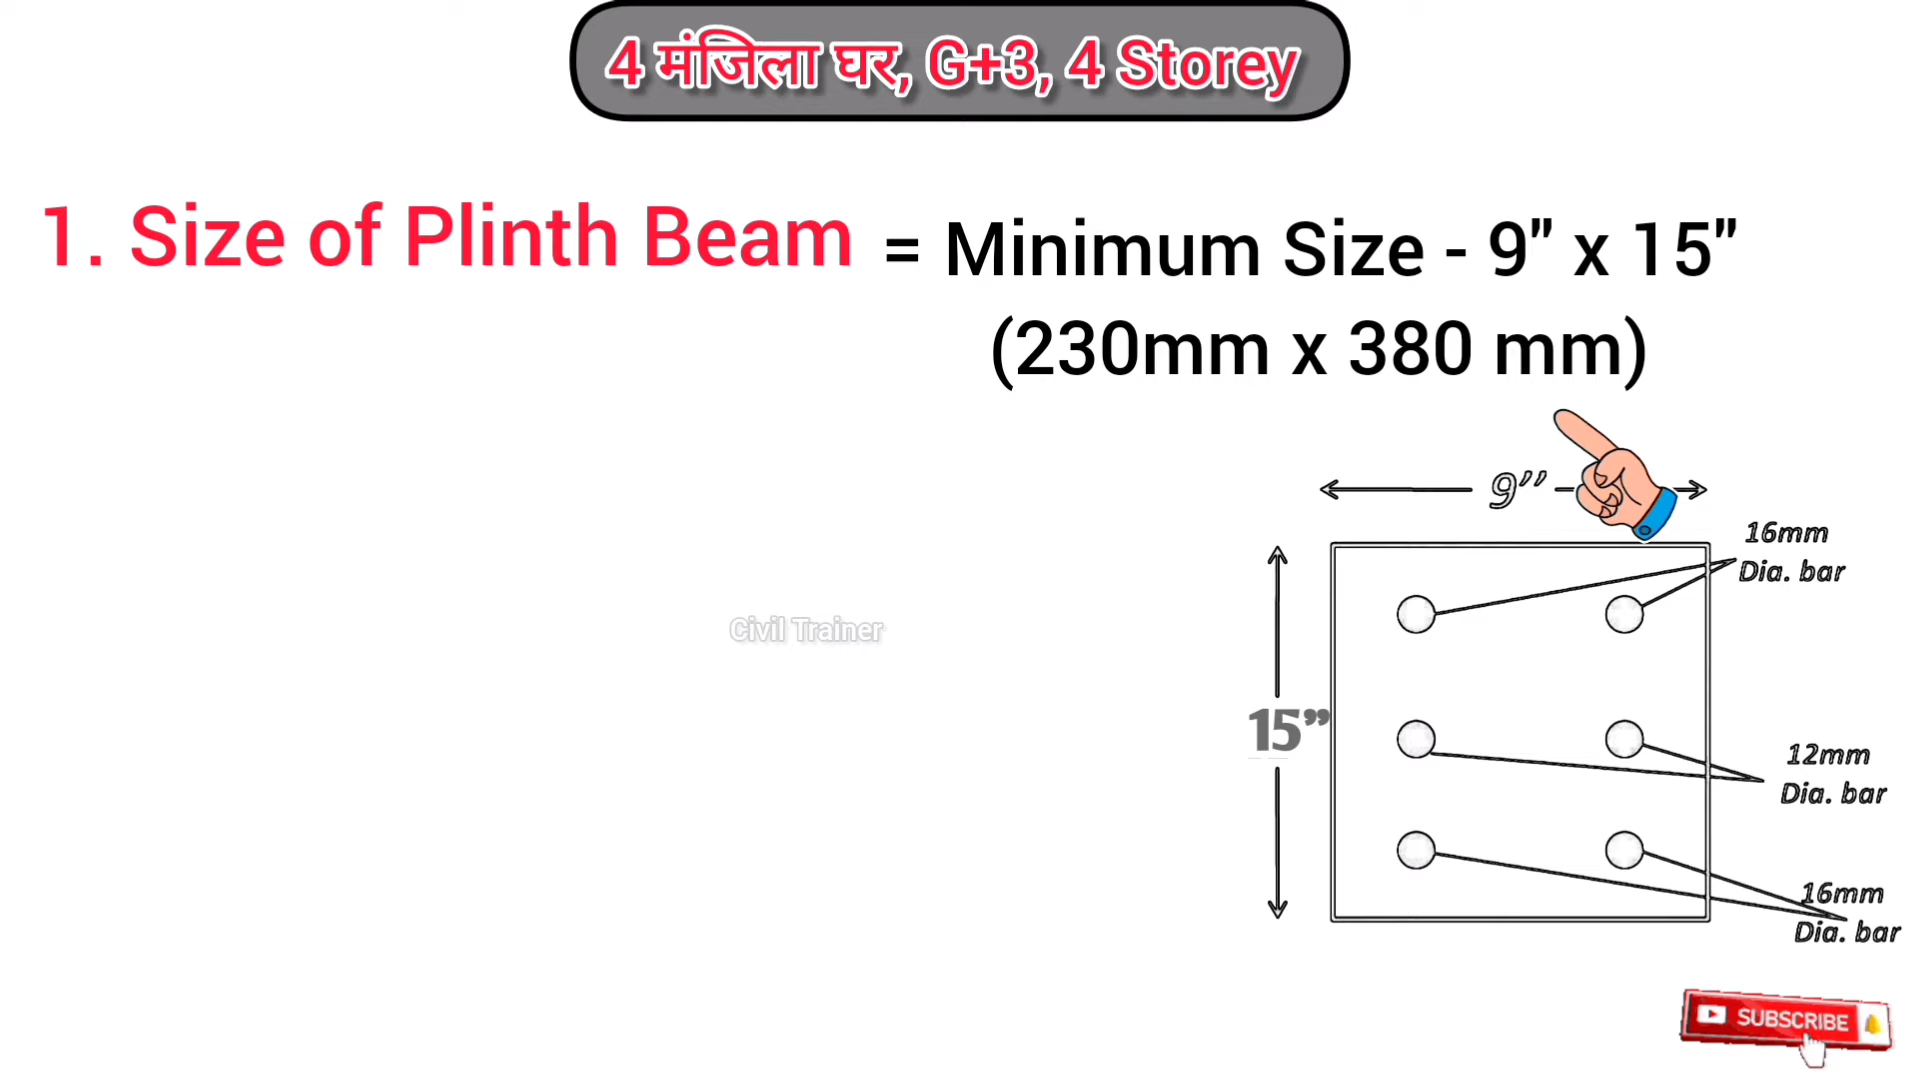 4 मंजिला घर, G+3, 4 Storey
1. Size of Plinth Beam = Minimum Size - 9" x 15"
(230mm x 380 mm)
9’’
16mm
Dia. bar
Civil Trainer
15”
12mm
Dia. bar
16mm
Dia. bar
SUBSCRIBE